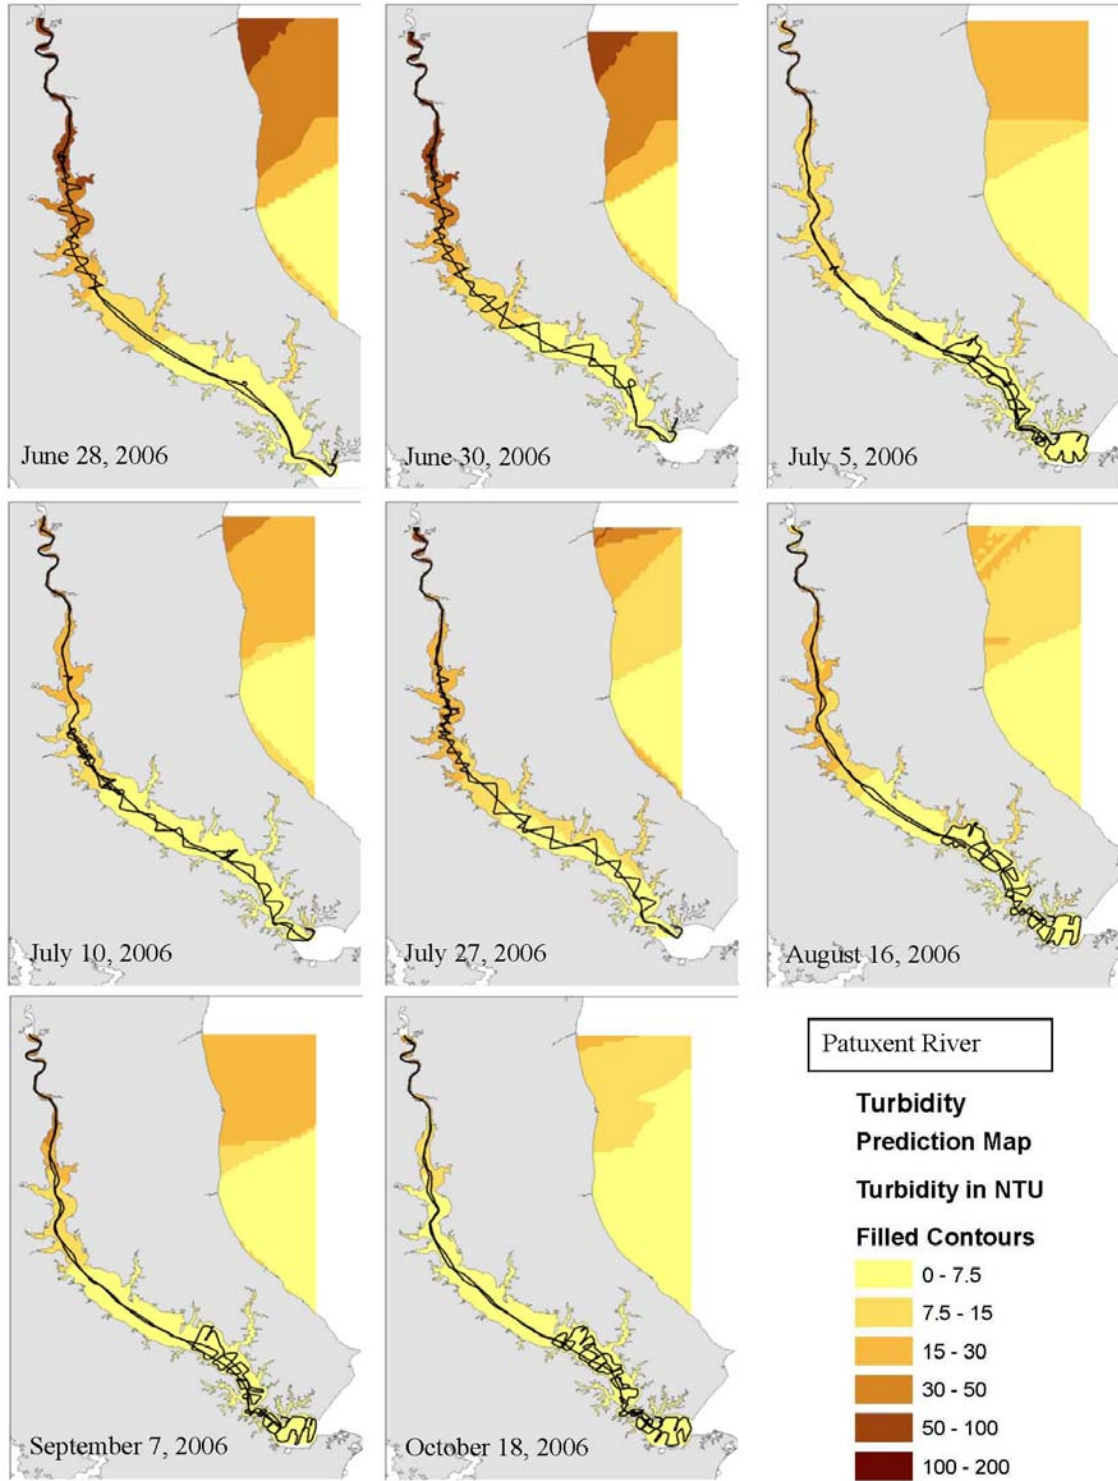 June 28, 2006
June 30, 2006
July 5, 2006
July 10, 2006
July 27, 2006
August 16, 2006
September 7, 2006
October 18, 2006
Patuxent River
Turbidity
Prediction Map
Turbidity in NTU
Filled Contours
0 - 7.5
7.5 - 15
15 - 30
30 - 50
50 - 100
100 - 200